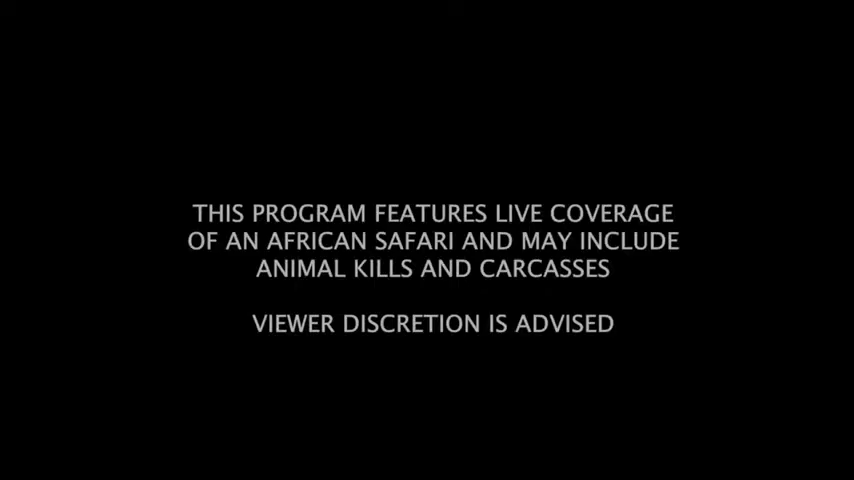 THIS PROGRAM FEATURES LIVE COVERAGE
OF AN AFRICAN SAFARI AND MAY INCLUDE
ANIMAL KILLS AND CARCASSES
VIEWER DISCRETION IS ADVISED